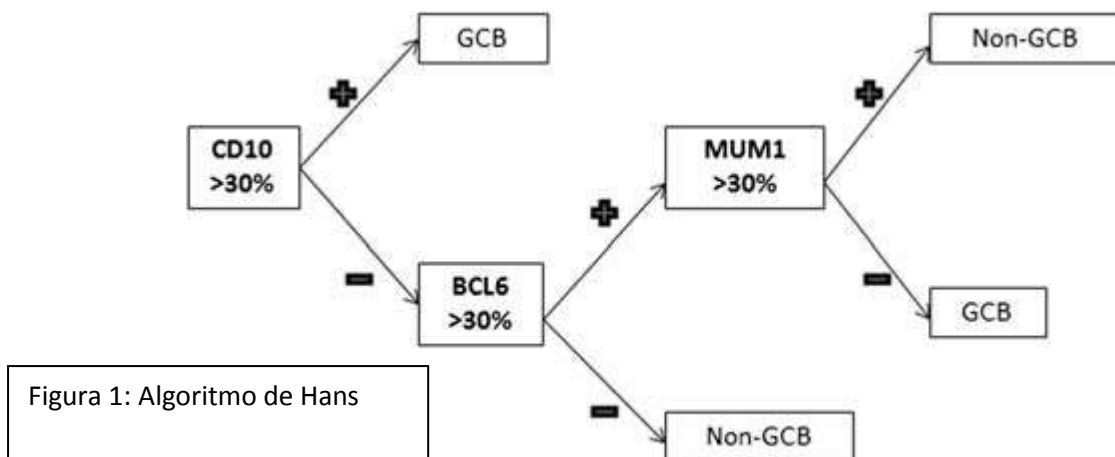 GCB
Non-GCB
+
+
CD10
>30%
MUM1
>30%
+
-
-
BCL6
>30%
GCB
Figura 1: Algoritmo de Hans
-
Non-GCB